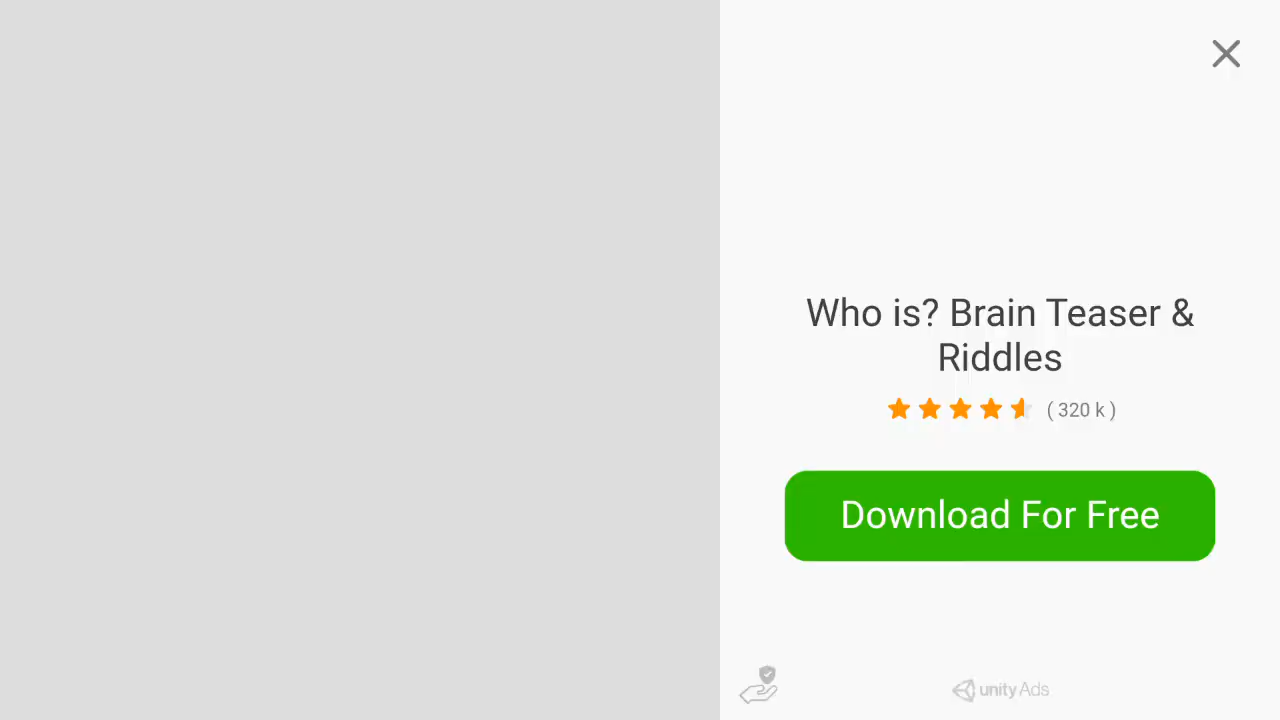 Who is? Brain Teaser &
Riddles
( 320 k )
Download For Free
unity Ads